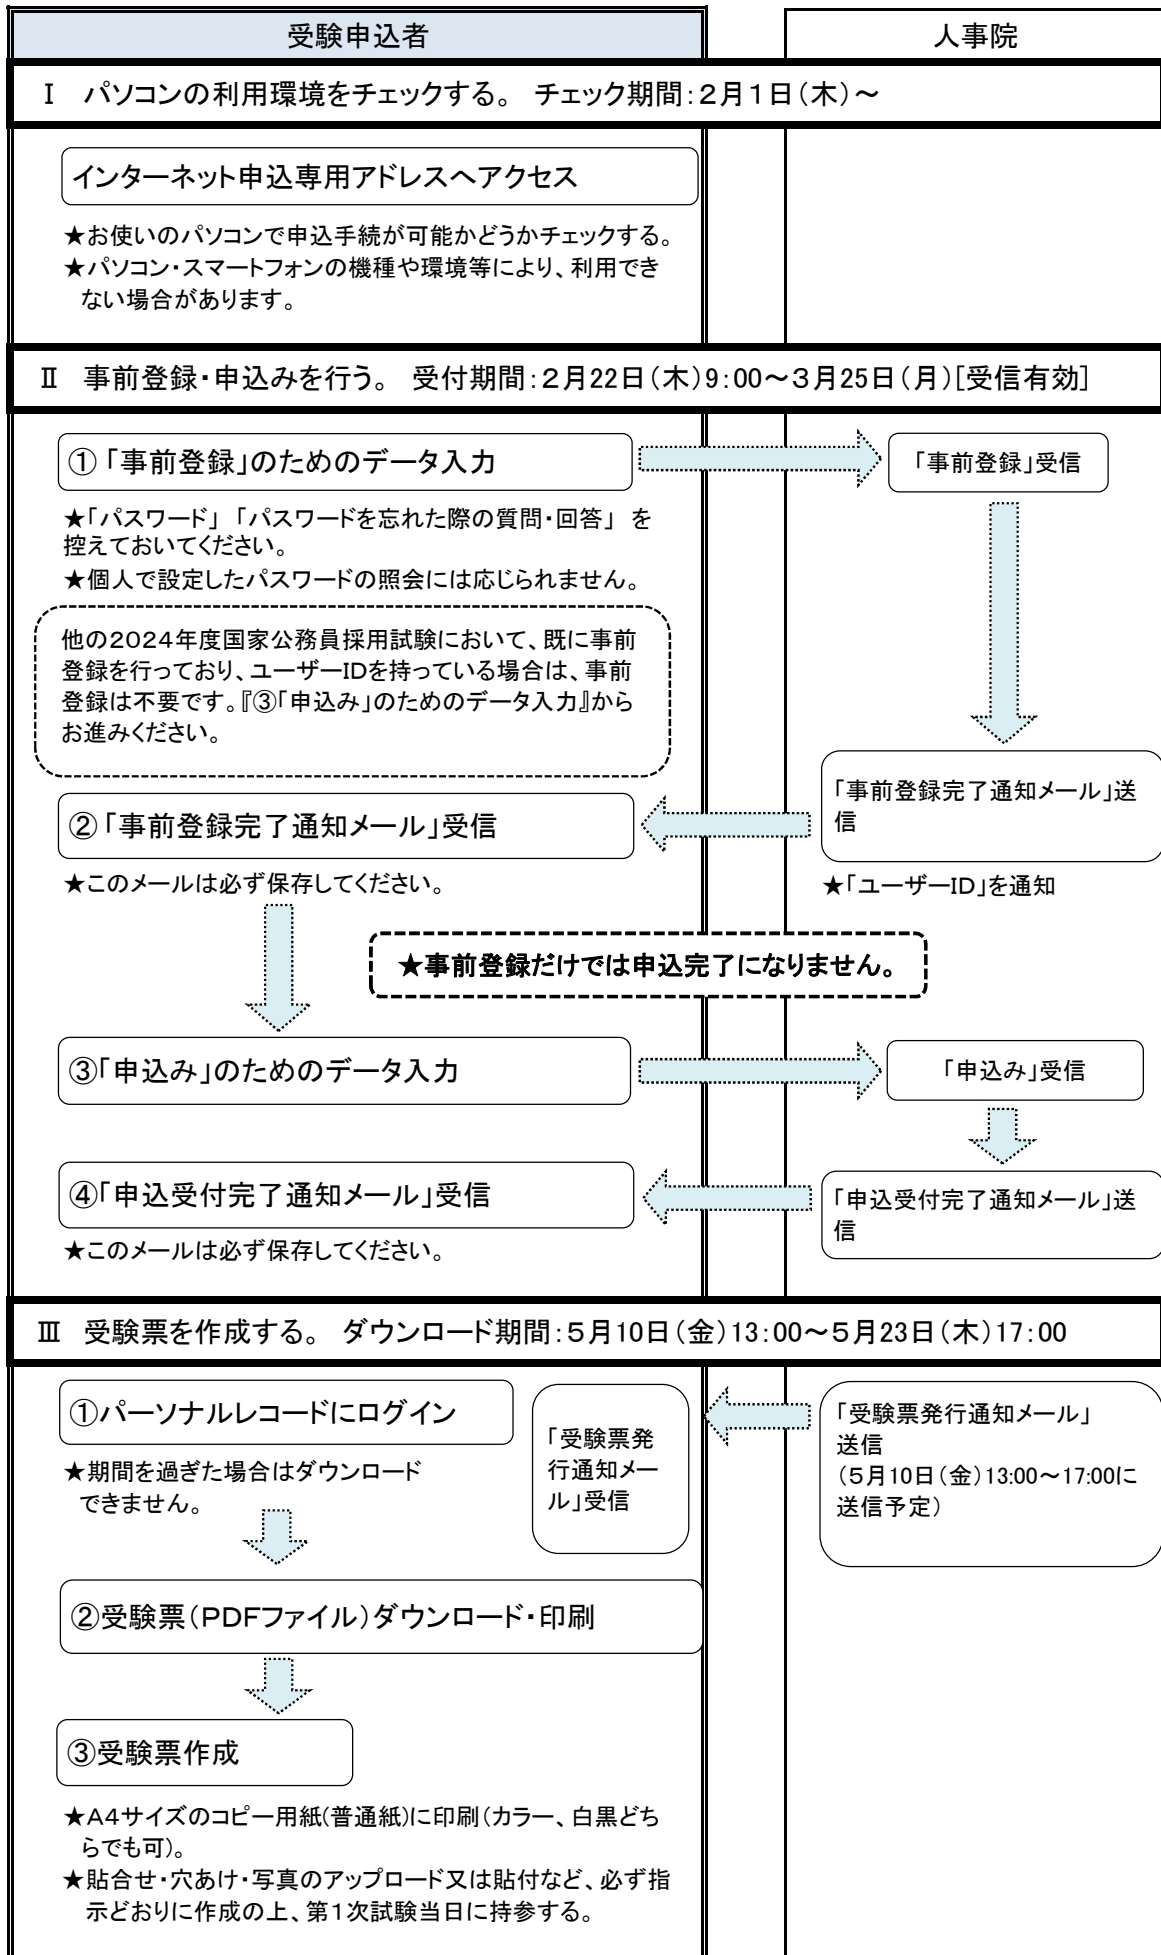 受験申込者
人事院
Ⅰ　パソコンの利用環境をチェックする。　チェック期間：２月１日（木）～
インターネット申込専用アドレスへアクセス
★お使いのパソコンで申込手続が可能かどうかチェックする。
★パソコン・スマートフォンの機種や環境等により、利用でき
ない場合があります。
Ⅱ　事前登録・申込みを行う。　受付期間：２月22日（木）9：00～３月25日（月）[受信有効]
①「事前登録」のためのデータ入力
「事前登録」受信
★「パスワード」「パスワードを忘れた際の質問・回答」　を
控えておいてください。
★個人で設定したパスワードの照会には応じられません。
他の２０２４年度国家公務員採用試験において、既に事前
登録を行っており、ユーザーIDを持っている場合は、事前
登録は不要です。『③「申込み」のためのデータ入力』から
お進みください。
「事前登録完了通知メール」送
信
②「事前登録完了通知メール」受信
★このメールは必ず保存してください。
★「ユーザーID」を通知
★事前登録だけでは申込完了になりません。
③「申込み」のためのデータ入力
「申込み」受信
④「申込受付完了通知メール」受信
「申込受付完了通知メール」送
信
★このメールは必ず保存してください。
Ⅲ　受験票を作成する。　ダウンロード期間：５月10日（金）13：00～５月23日（木）17：00
①パーソナルレコードにログイン
★期間を過ぎた場合はダウンロード
できません。
「受験票発
行通知メー
ル」受信
「受験票発行通知メール」
送信
（５月10日（金）13:00～17:00に
送信予定）
②受験票（PDFファイル）ダウンロード・印刷
③受験票作成
★A４サイズのコピー用紙(普通紙)に印刷（カラー、白黒どち
らでも可）。
★貼合せ・穴あけ・写真のアップロード又は貼付など、必ず指
示どおりに作成の上、第１次試験当日に持参する。